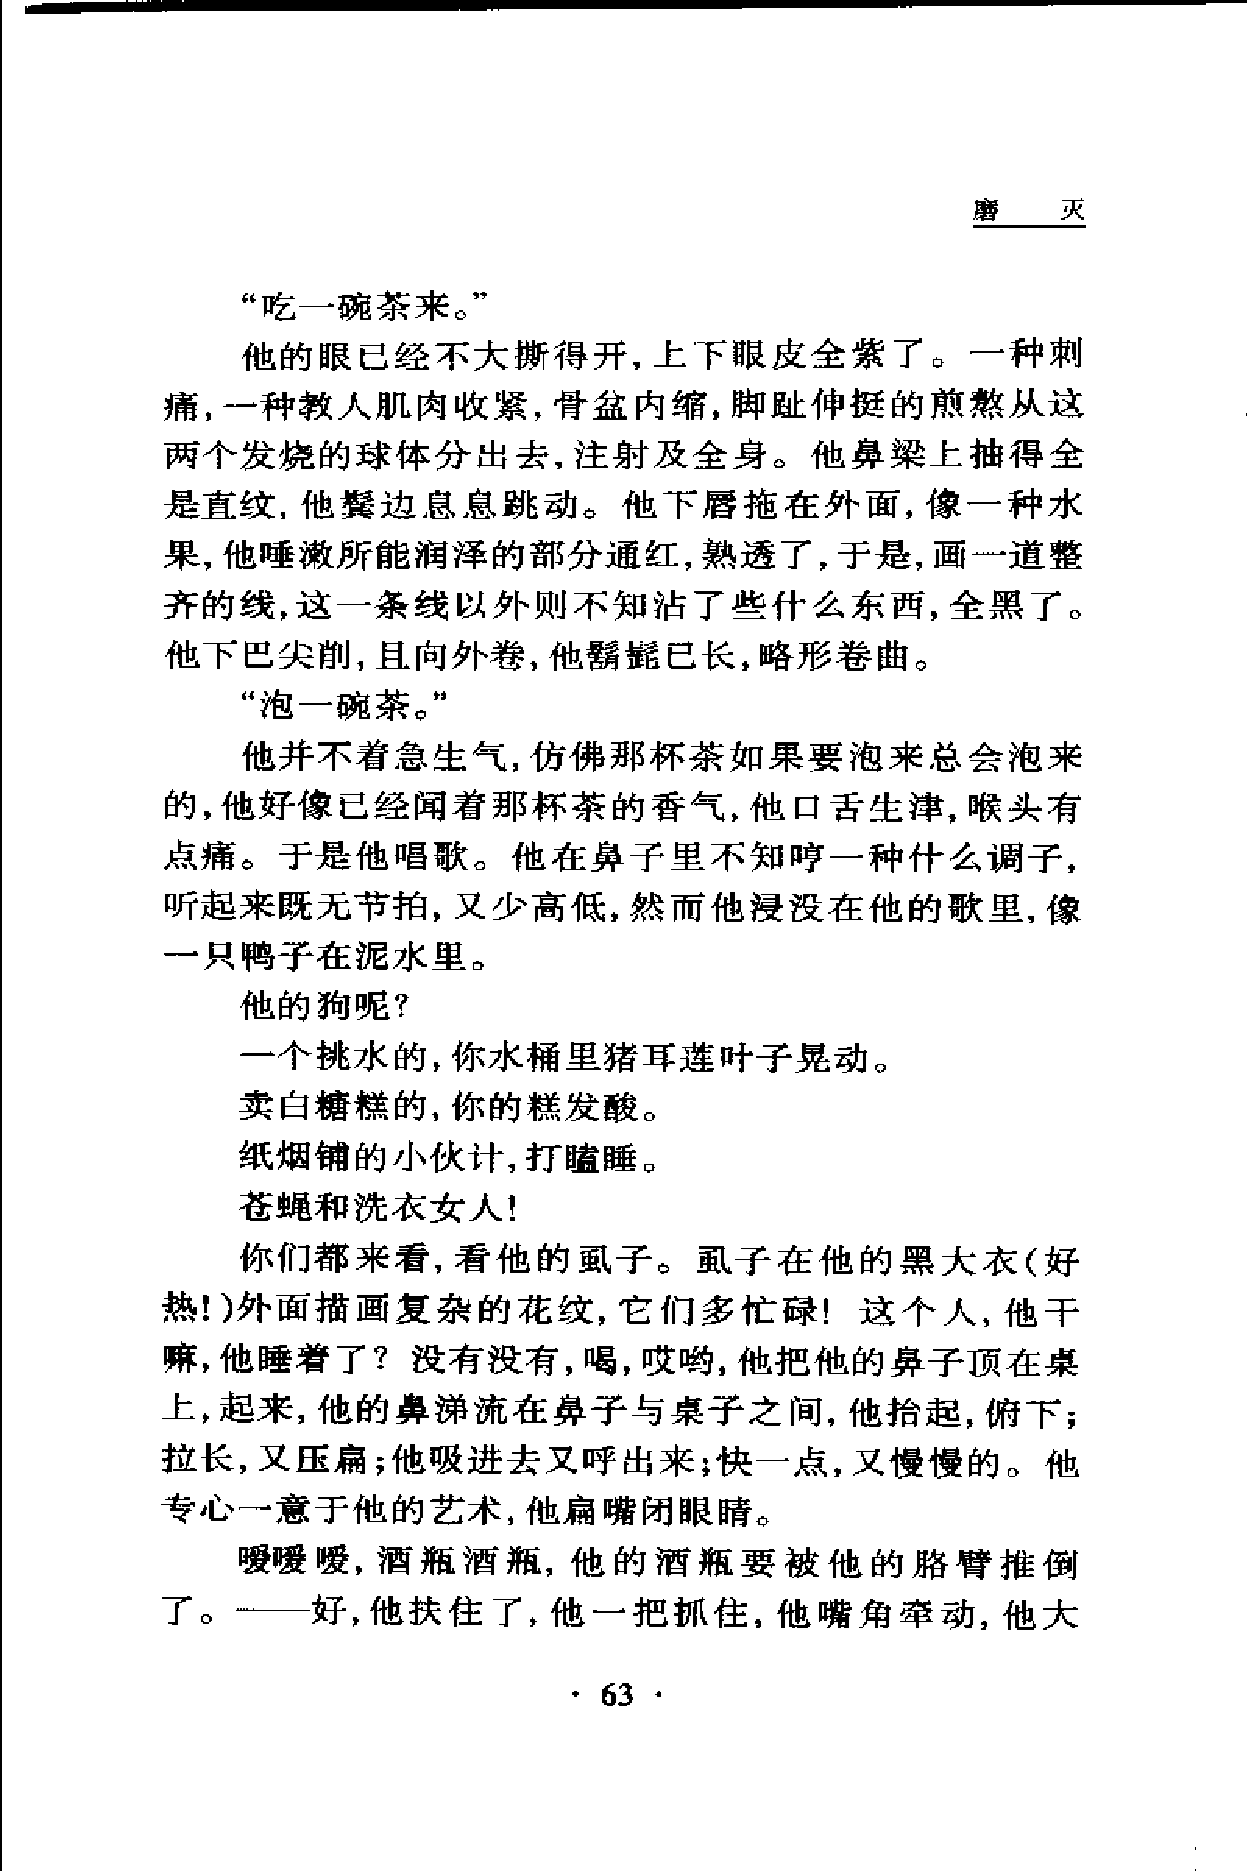 磨　灭
“吃一碗茶来。”
他的眼已经不大撕得开,上下眼皮全紫了。一种刺
痛,一种教人肌肉收紧,骨盆内缩,脚趾伸挺的煎熬从这
两个发烧的球体分出去,注射及全身。他鼻梁上抽得全
是直纹,他鬓边息息跳动。他下唇拖在外面,像一种水
果,他唾潄所能润泽的部分通红,熟透了,于是,画一道整
齐的线,这一条线以外则不知沾了些什么东西,全黑了。
他下巴尖削,且向外卷,他鬍髭已长,略形卷曲。
“泡一碗茶。”
他并不着急生气,仿佛那杯茶如果要泡来总会泡来
的,他好像已经闻着那杯茶的香气,他口舌生津,喉头有
点痛。于是他唱歌。他在鼻子里不知哼一种什么调子,
听起来既无节拍,又少高低,然而他浸没在他的歌里,像
一只鸭子在泥水里。
他的狗呢?
一个挑水的,你水桶里猪耳莲叶子晃动。
卖白糖糕的,你的糕发酸。
纸烟铺的小伙计,打瞌睡。
苍蝇和洗衣女人!
你们都来看,看他的虱子。虱子在他的黑大衣(好
热!)外面描画复杂的花纹,它们多忙碌! 这个人,他干
嘛,他睡着了? 没有没有,喝,哎哟,他把他的鼻子顶在桌
上,起来,他的鼻涕流在鼻子与桌子之间,他抬起,俯下;
拉长,又压扁;他吸进去又呼出来;快一点,又慢慢的。他
专心一意于他的艺术,他扁嘴闭眼睛。
嗳嗳嗳,酒瓶酒瓶,他的酒瓶要被他的胳臂推倒
了。——好,他扶住了,他一把抓住,他嘴角牵动,他大
· 63 ·